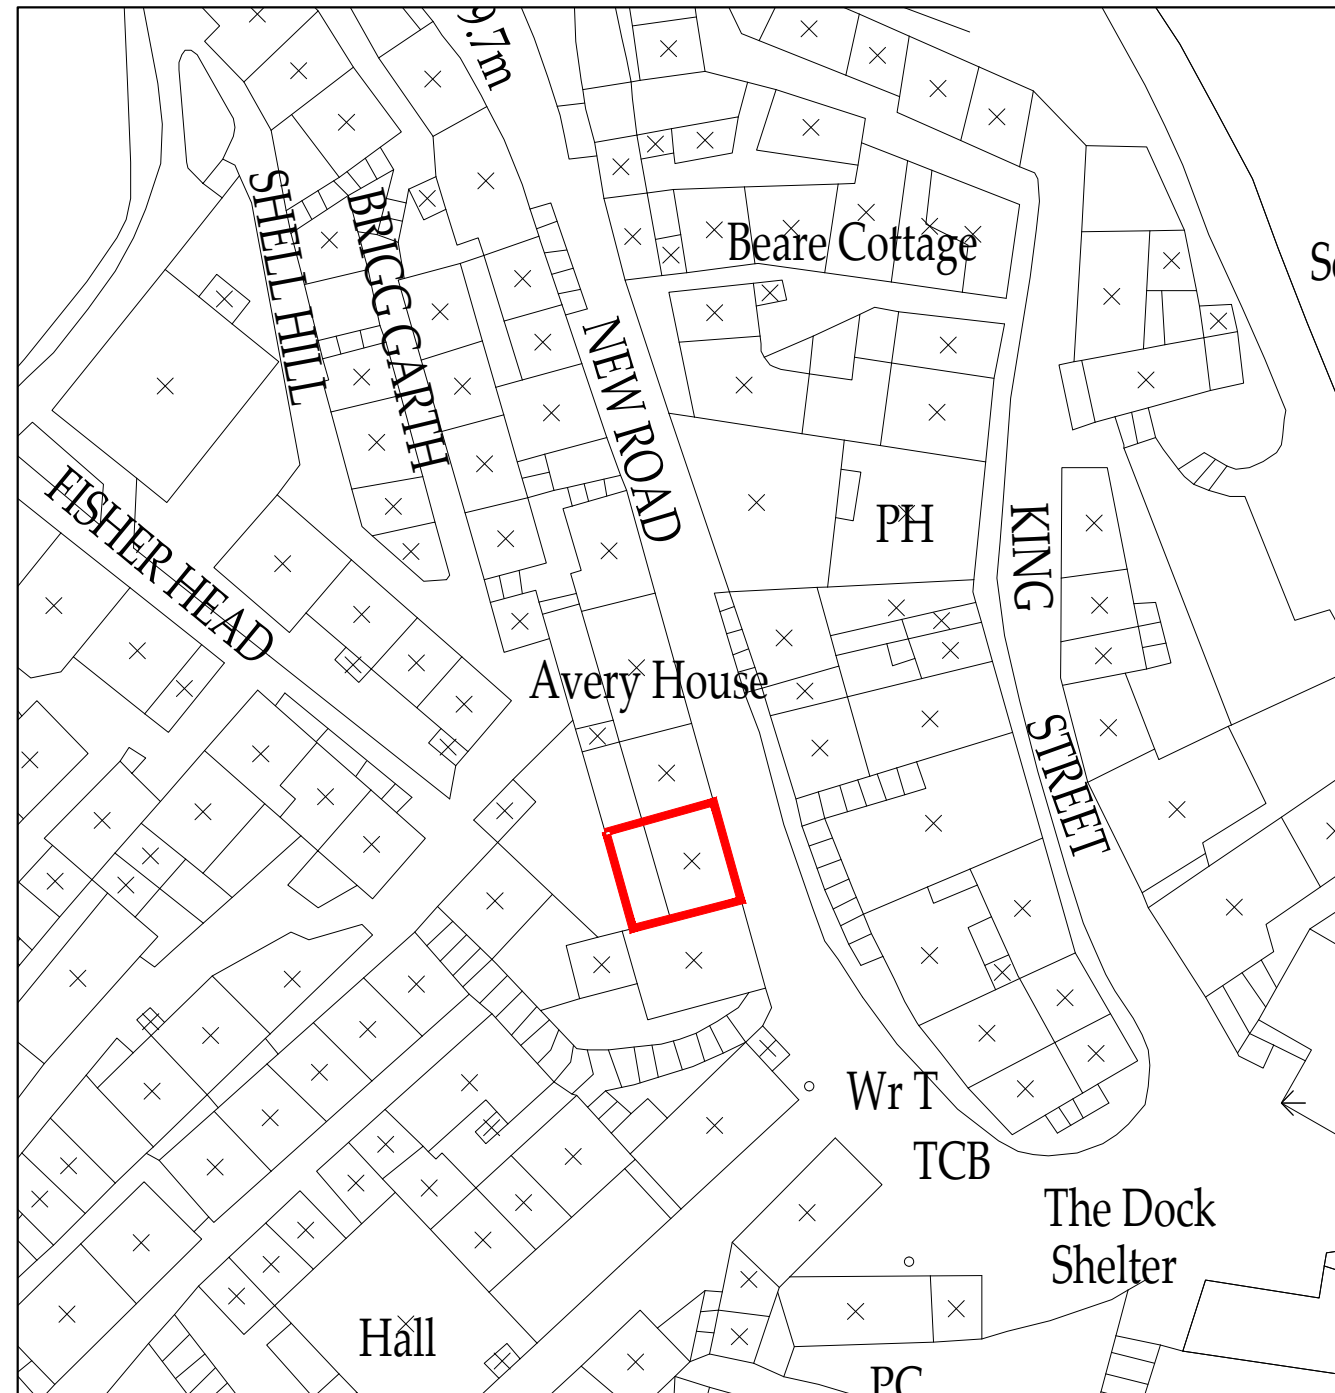 9.7m
SHELL HILL
BRIGG GARTH
Beare Cottage
NEW ROAD
FISHER HEAD
PH
KING STREET
Avery House
Wr T
TCB
The Dock
Shelter
Hall
PC